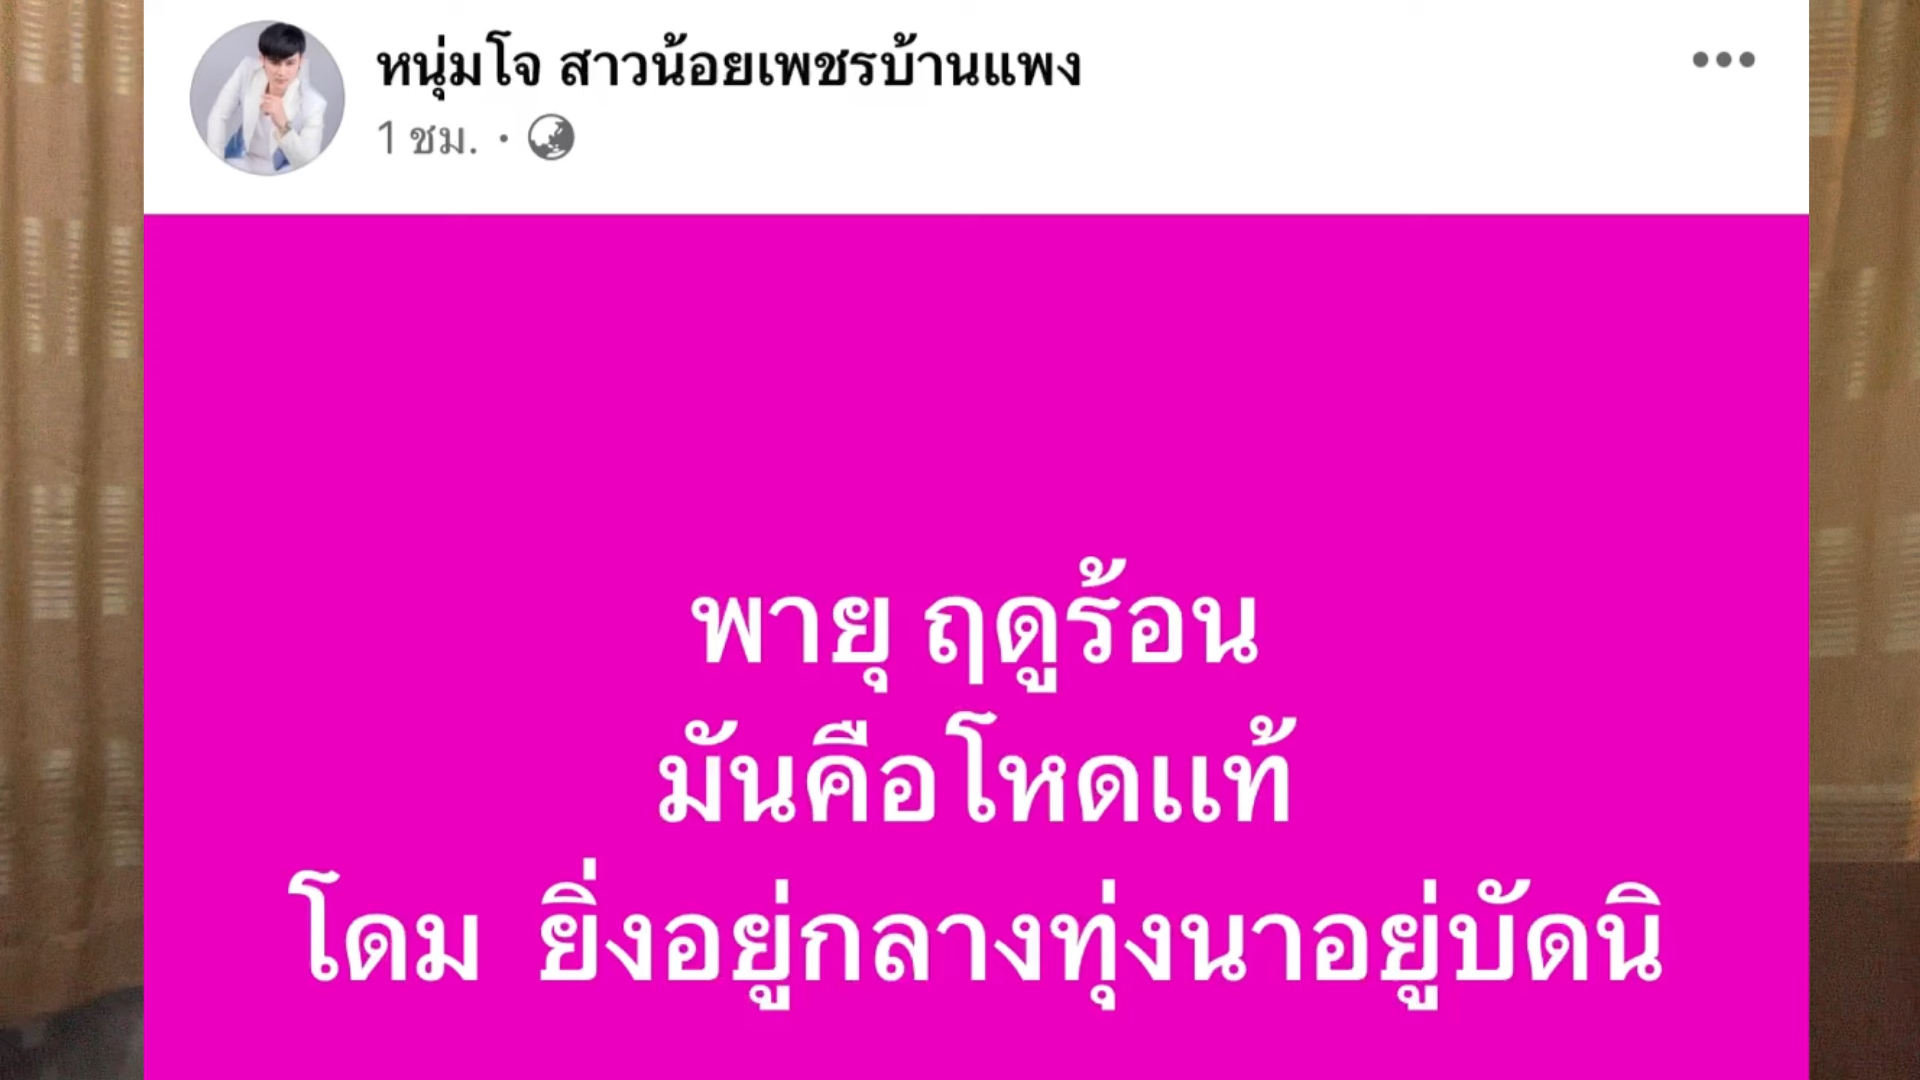 หนุ่มโจ สาวน้อยเพชรบ้านแพง
1 ชม.
พายุ ฤดูร้อน
มันคือโหดแท้
โดม ยิ่งอยู่กลางทุ่งนาอยู่บัดนิ